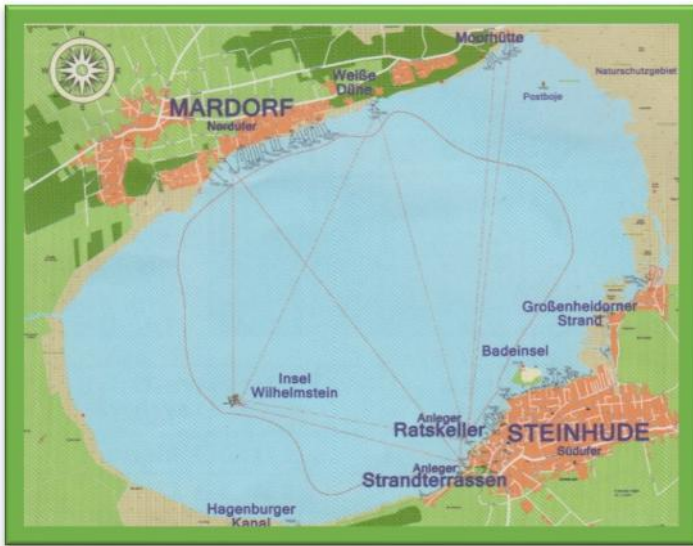 Moorhütte
Weiße
Düne
Naturschutzgebiet
Postboje
MARDORF
Nordufer
Großenheidorner
Strand
Badeinsel
Insel
Wilhelmstein
Anleger
Ratskeller
STEINHUDE
Südufer
Anleger
Strandterrassen
Hagenburger
Kanal